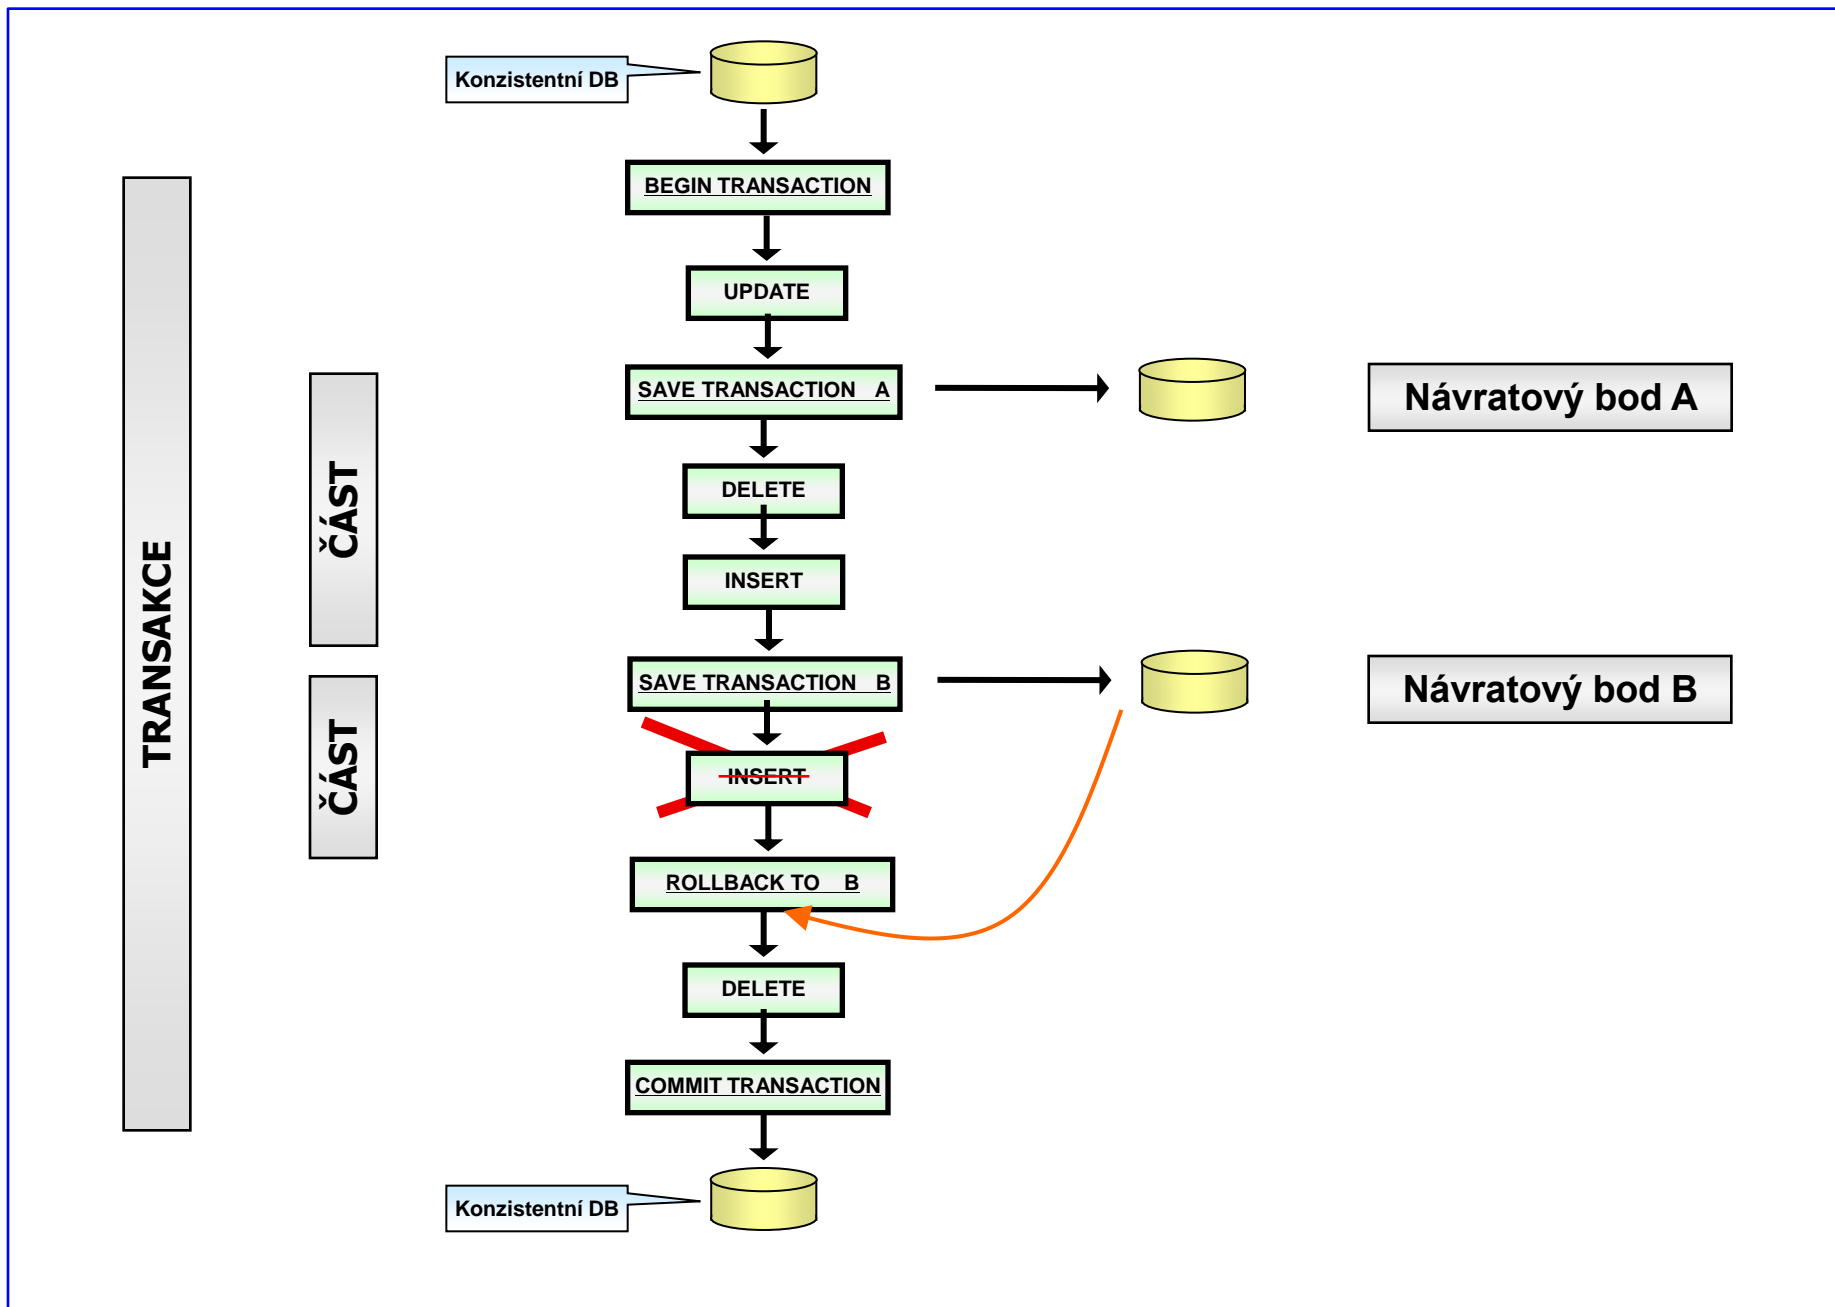 Konzistentní DB
BEGIN TRANSACTION
UPDATE
SAVE TRANSACTION A
Návratový bod A
DELETE
ČÁST
INSERT
TRANSAKCE
SAVE TRANSACTION B
Návratový bod B
ČÁST
INSERT
ROLLBACK TO B
DELETE
COMMIT TRANSACTION
Konzistentní DB